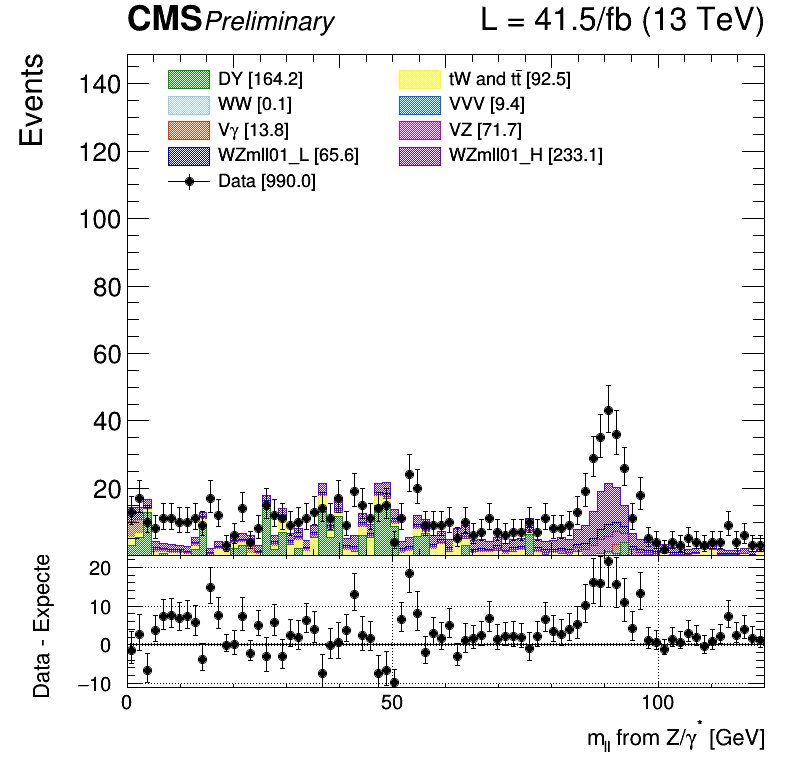 CMS Preliminary L = 41.5/fb (13 TeV)
Events
140
120
100
80
60
40
20
DY [164.2] tW and tt̄ [92.5]
WW [0.1] VVV [9.4]
Vγ [13.8] VZ [71.7]
WZmll01_L [65.6] WZmll01_H [233.1]
Data [990.0]
Data - Expecte
20
10
0
−10
0 50 100
m_ll from Z/γ* [GeV]